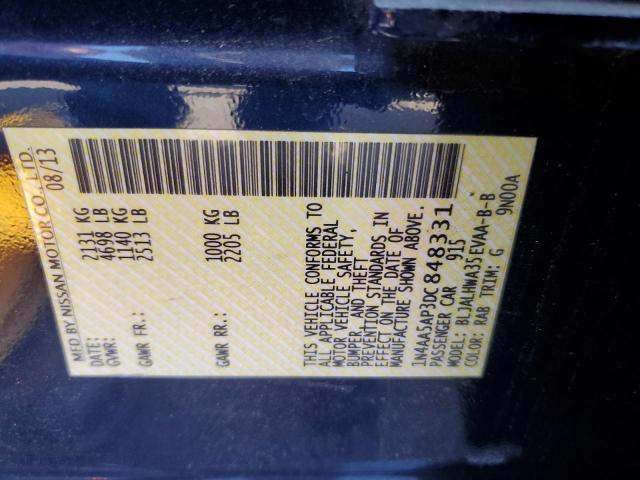 MFD BY NISSAN MOTOR CO., LTD.
DATE: 08/13
GVWR: 2131 KG
4698 LB
GAWR FR.: 1140 KG
2513 LB
GAWR RR.: 1000 KG
2205 LB
THIS VEHICLE CONFORMS TO
ALL APPLICABLE FEDERAL
MOTOR VEHICLE SAFETY,
BUMPER, AND THEFT
PREVENTION STANDARDS IN
EFFECT ON THE DATE OF
MANUFACTURE SHOWN ABOVE.
1N4AA5AP3DC848331
PASSENGER CAR 915
MODEL: BLJALHWA35EVAA-B-B
COLOR: RAB TRIM: G 9N00A